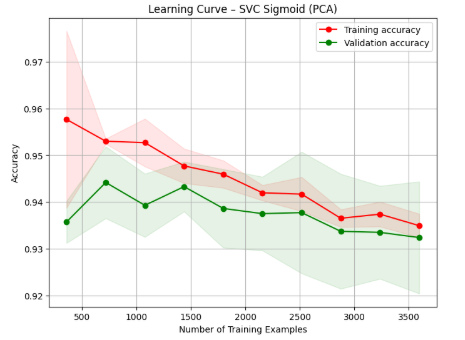 Learning Curve – SVC Sigmoid (PCA)
Training accuracy
Validation accuracy
0.97
0.96
0.95
0.94
0.93
0.92
Accuracy
500 1000 1500 2000 2500 3000 3500
Number of Training Examples